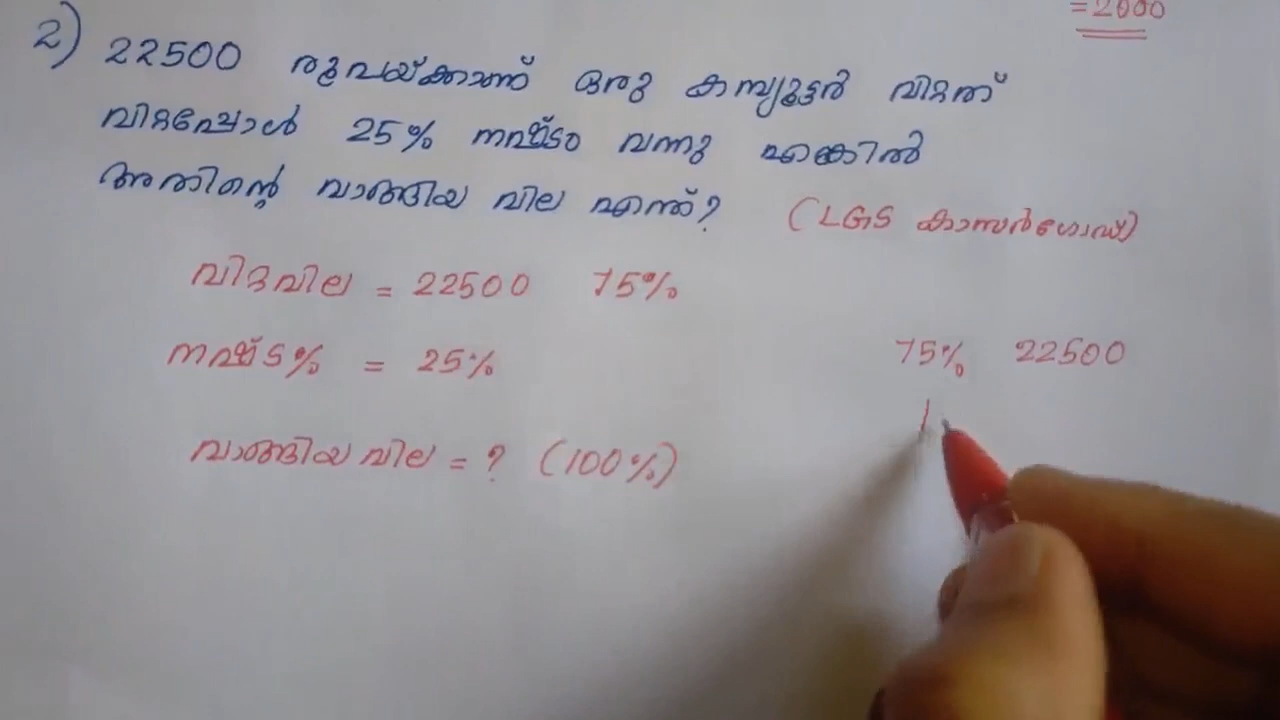 =2000
2) 22500 രൂപയ്ക്കാണ് ഒരു കമ്പ്യൂട്ടർ വിറ്റത്
വിറ്റപ്പോൾ 25% നഷ്ടം വന്നു എങ്കിൽ
അതിന്റെ വാങ്ങിയ വില എന്ത്? (LGS കാസർഗോഡ്)
വിറ്റവില = 22500 75%
നഷ്ട% = 25%
75% 22500
വാങ്ങിയ വില = ? (100%)
1